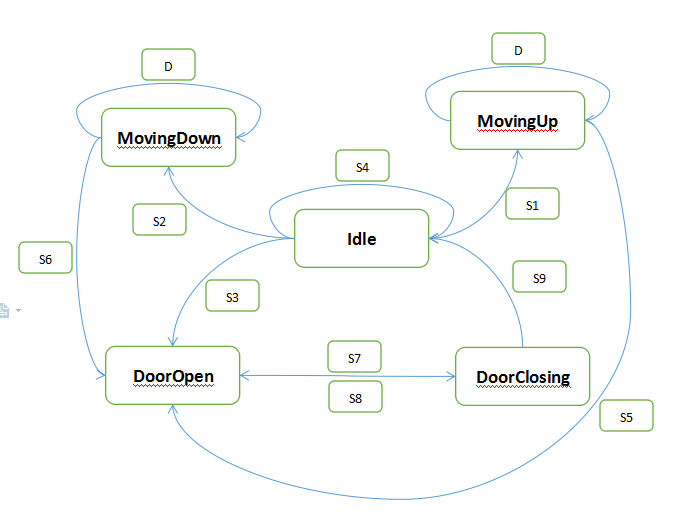 D
D
MovingDown
MovingUp
S4
S2
S1
Idle
S6
S9
S3
S7
DoorOpen
DoorClosing
S8
S5